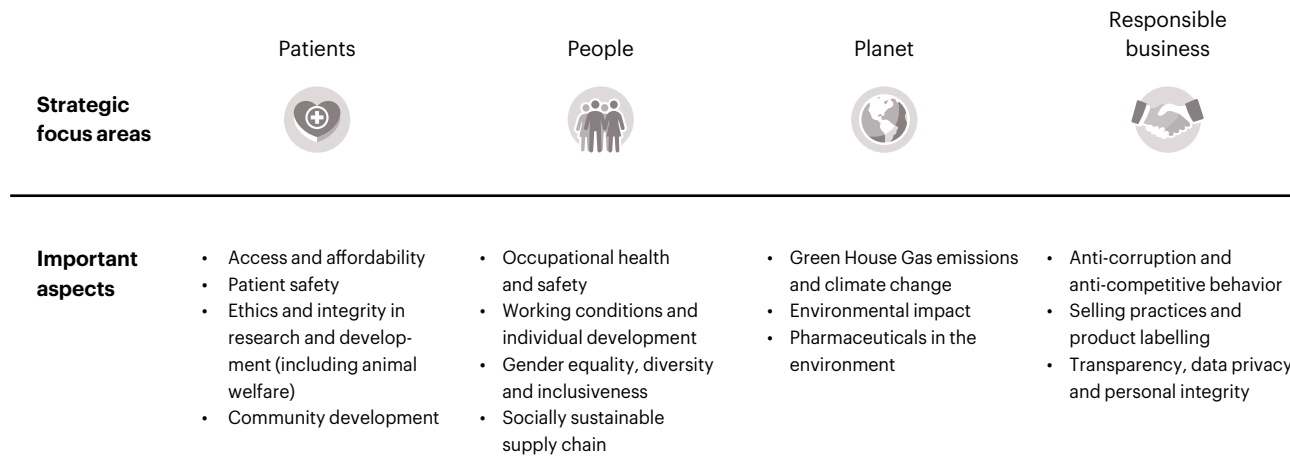 Patients
People
Planet
Responsible
business
Strategic
focus areas
Important
aspects
• Access and affordability
• Patient safety
• Ethics and integrity in
research and develop-
ment (including animal
welfare)
• Community development
• Occupational health
and safety
• Working conditions and
individual development
• Gender equality, diversity
and inclusiveness
• Socially sustainable
supply chain
• Green House Gas emissions
and climate change
• Environmental impact
• Pharmaceuticals in the
environment
• Anti-corruption and
anti-competitive behavior
• Selling practices and
product labelling
• Transparency, data privacy
and personal integrity